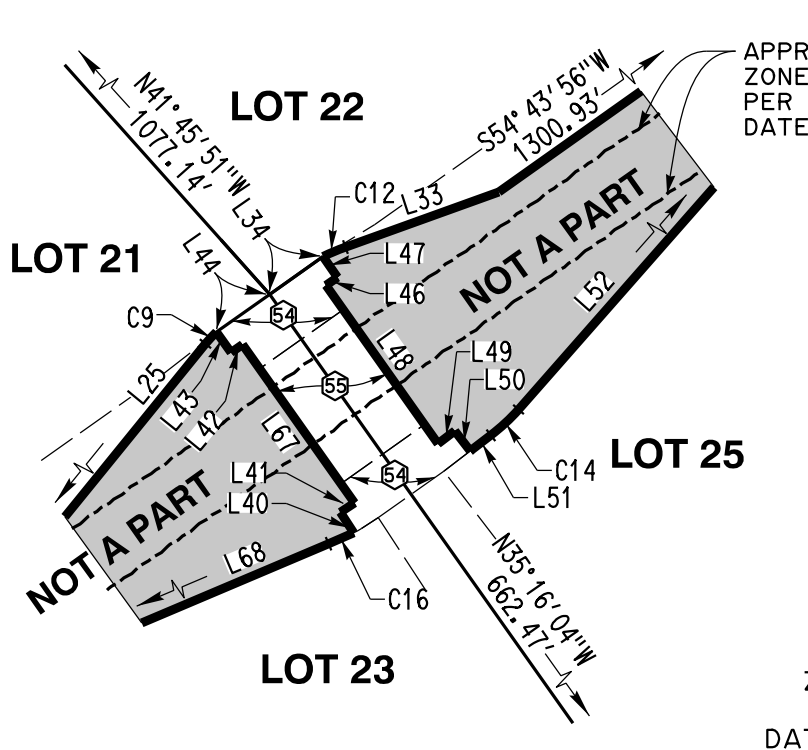 APPR
ZONE
PER
DATE
S54°43'56"W
1300.93'
N41°45'51"W
1077.14'
LOT 22
C12
L33
L34
L47
L46
NOT A PART
LOT 21
L44
54
C9
L52
L48
L25
L43
L42
55
L49
L50
L67
LOT 25
C14
L51
L41
L40
54
NOT A PART
L68
N35°16'04"W
662.47'
C16
LOT 23
DAT